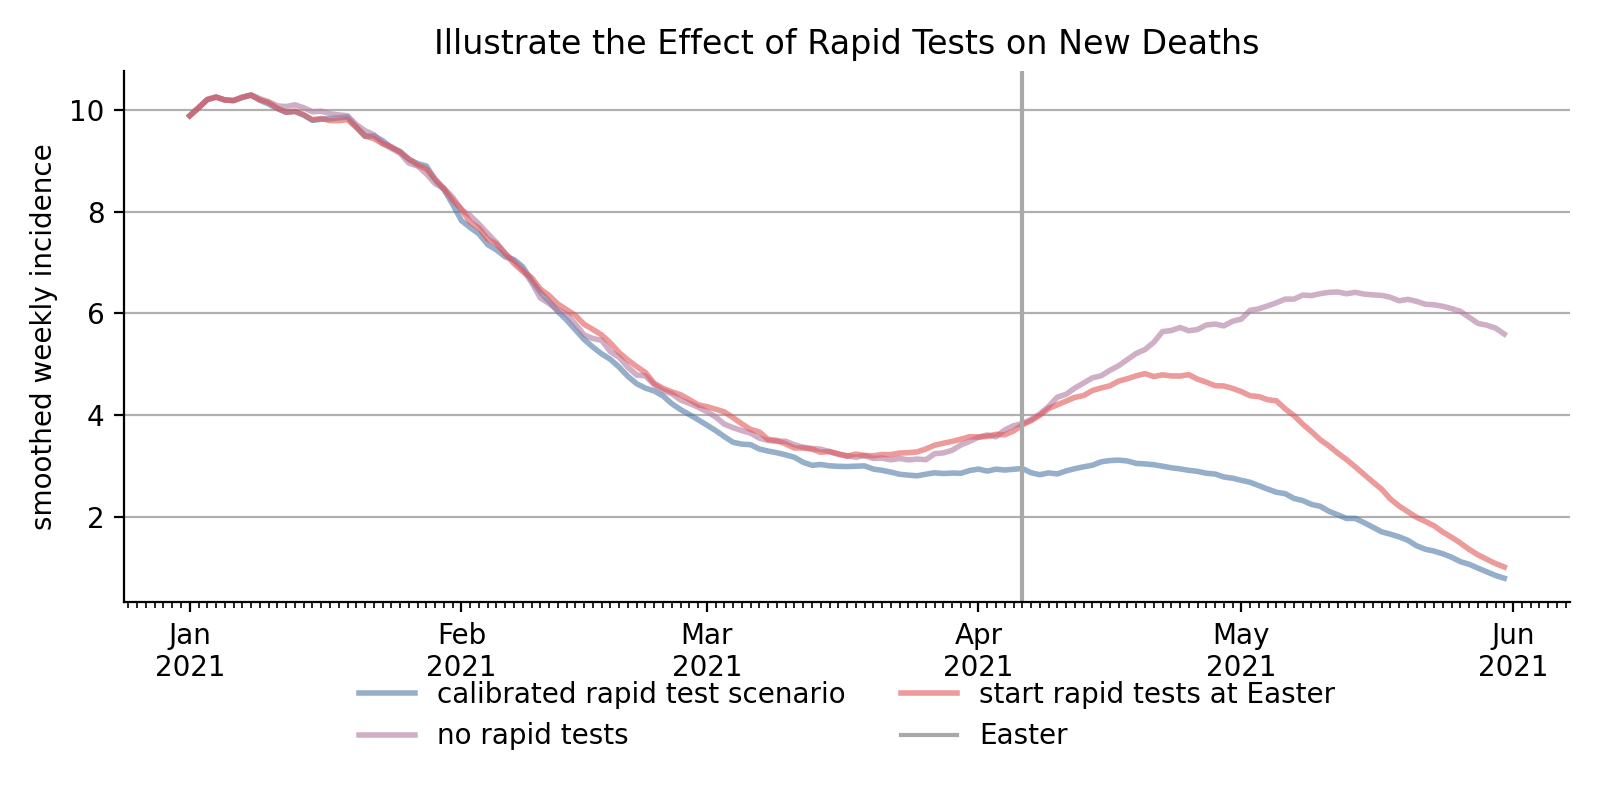 Illustrate the Effect of Rapid Tests on New Deaths
smoothed weekly incidence
10
8
6
4
2
Jan
2021
Feb
2021
Mar
2021
Apr
2021
May
2021
Jun
2021
calibrated rapid test scenario
no rapid tests
start rapid tests at Easter
Easter